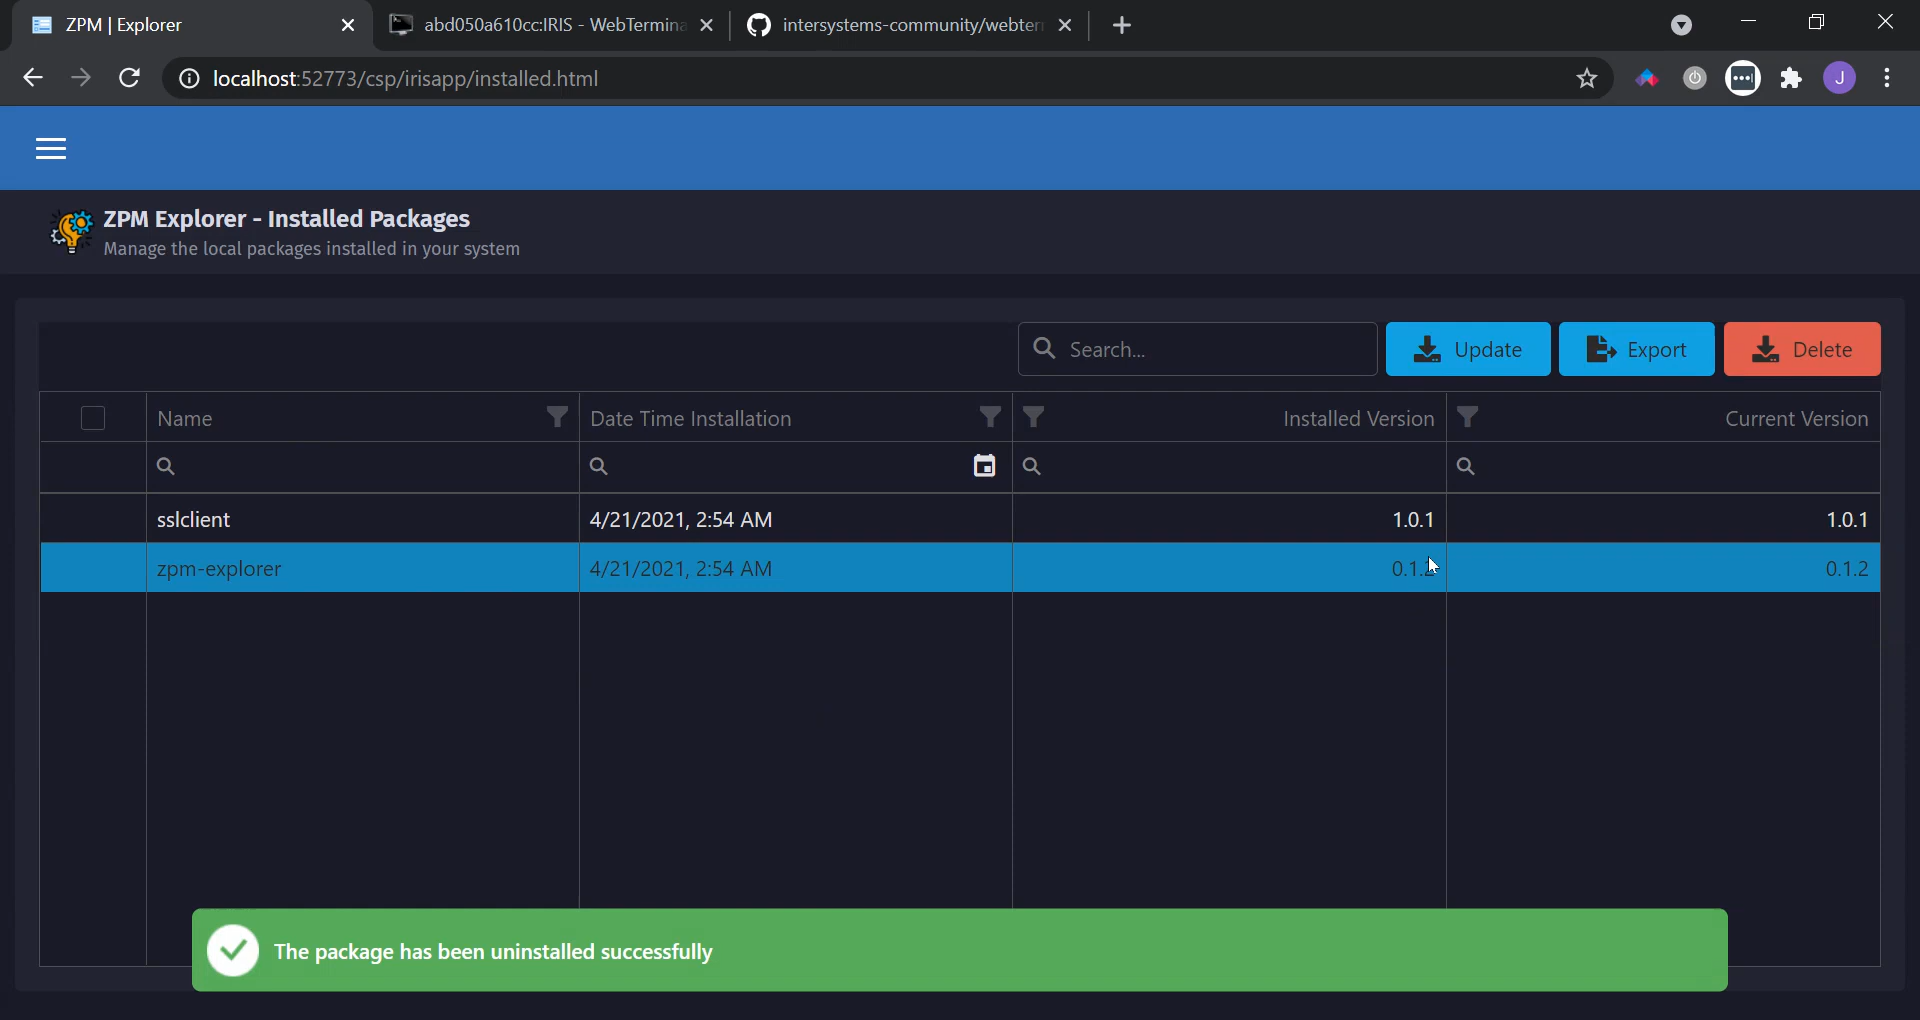 ZPM | Explorer
abd050a610cc:IRIS - WebTermina
intersystems-community/webter
localhost:52773/csp/irisapp/installed.html
J
ZPM Explorer - Installed Packages
Manage the local packages installed in your system
Search...
Update
Export
Delete
Name
Date Time Installation
Installed Version
Current Version
sslclient
4/21/2021, 2:54 AM
1.0.1
1.0.1
zpm-explorer
4/21/2021, 2:54 AM
0.1.2
0.1.2
The package has been uninstalled successfully